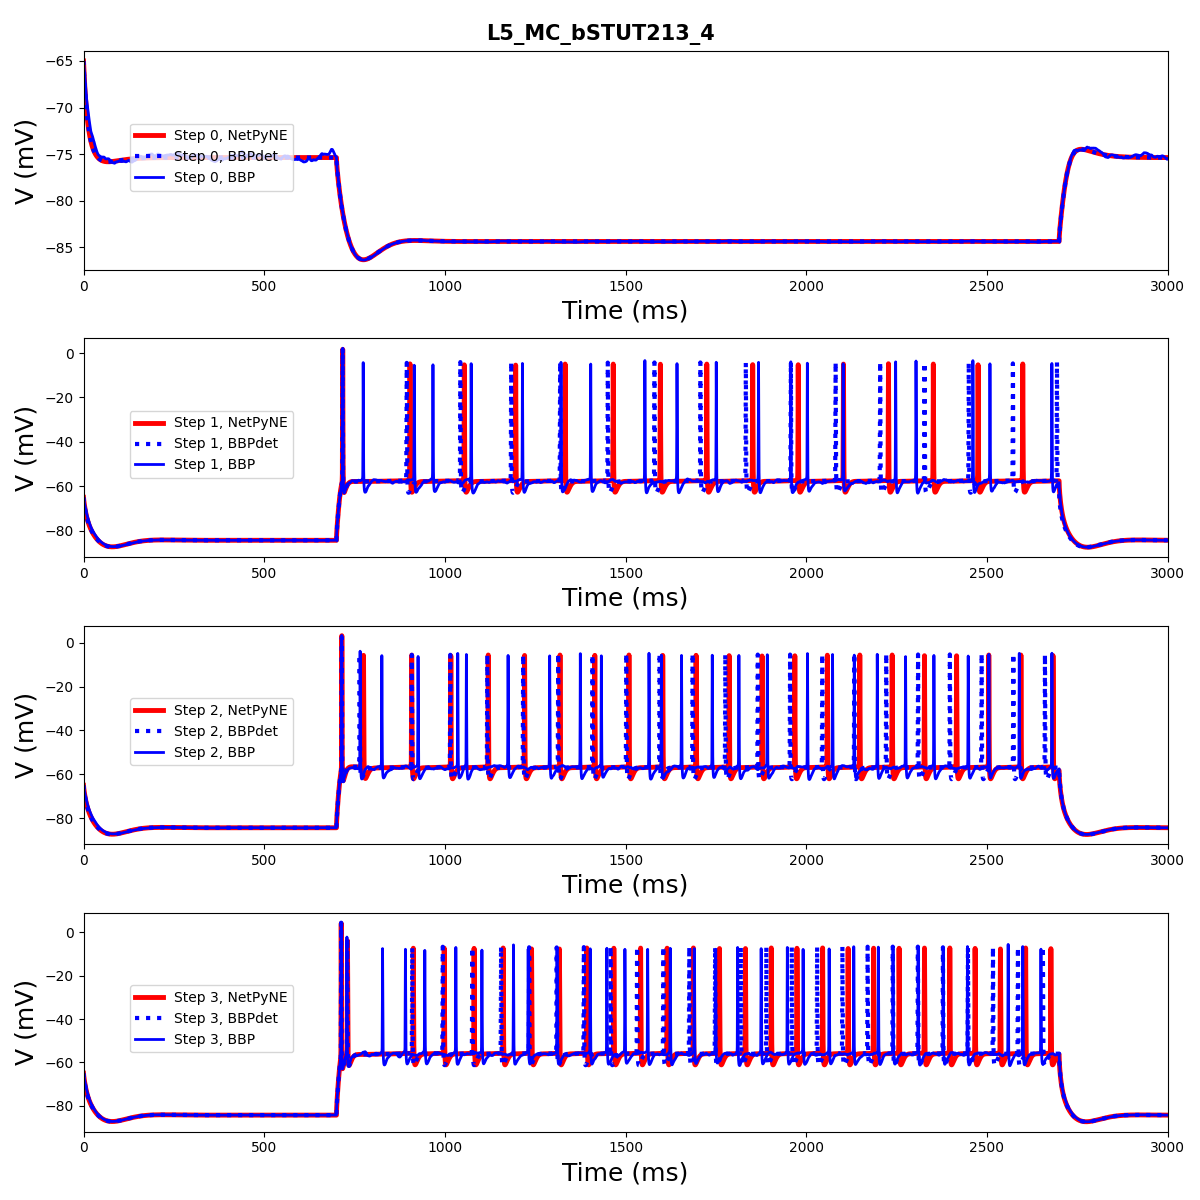 L5_MC_bSTUT213_4
−65
−70
−75
−80
−85
V (mV)
Step 0, NetPyNE
Step 0, BBPdet
Step 0, BBP
0 500 1000 1500 2000 2500 3000
Time (ms)
0
−20
−40
−60
−80
V (mV)
Step 1, NetPyNE
Step 1, BBPdet
Step 1, BBP
0 500 1000 1500 2000 2500 3000
Time (ms)
0
−20
−40
−60
−80
V (mV)
Step 2, NetPyNE
Step 2, BBPdet
Step 2, BBP
0 500 1000 1500 2000 2500 3000
Time (ms)
0
−20
−40
−60
−80
V (mV)
Step 3, NetPyNE
Step 3, BBPdet
Step 3, BBP
0 500 1000 1500 2000 2500 3000
Time (ms)